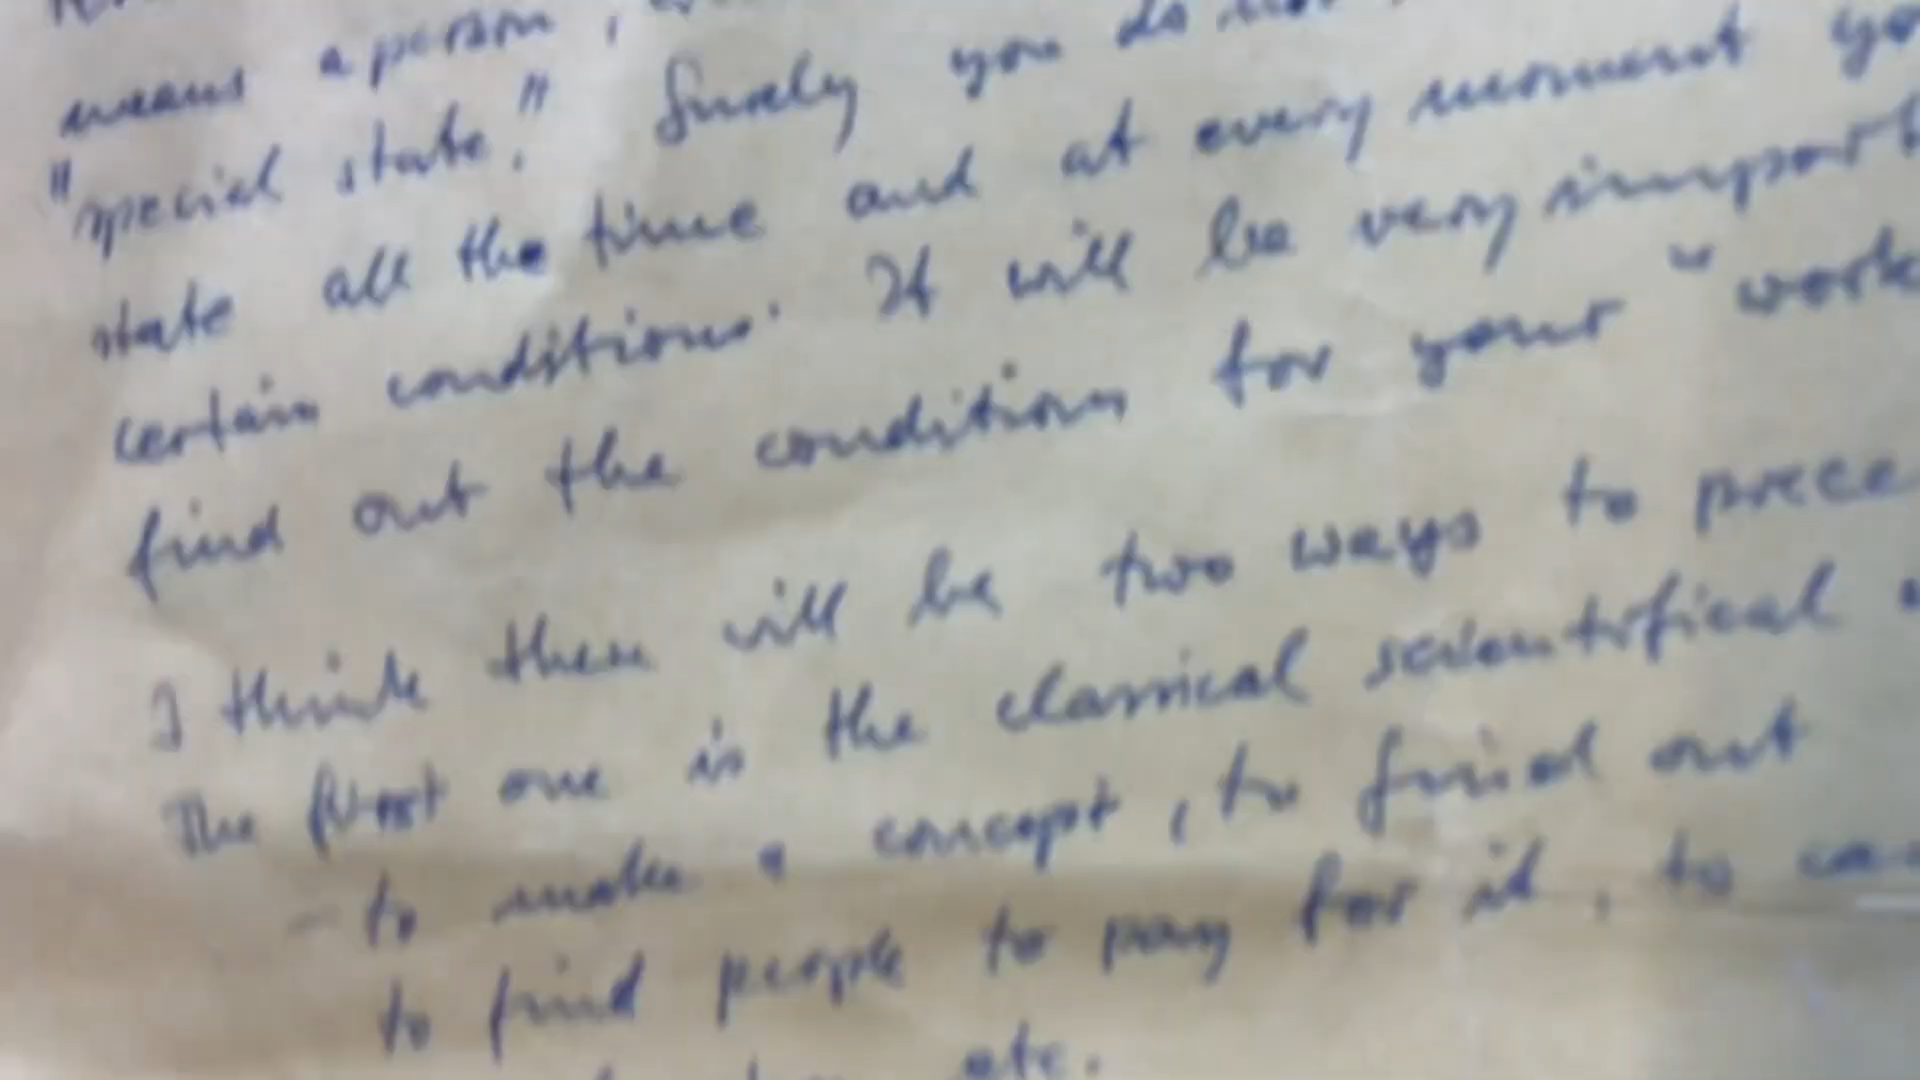 means a person,
"special state." Surely you do not
state all the time and at every moment
certain conditions. It will be very
find out the conditions for your "work
I think there will be two ways to
The first one is the classical scientifical
- to make a concept, to find out
to find people to pay for it, to
etc.